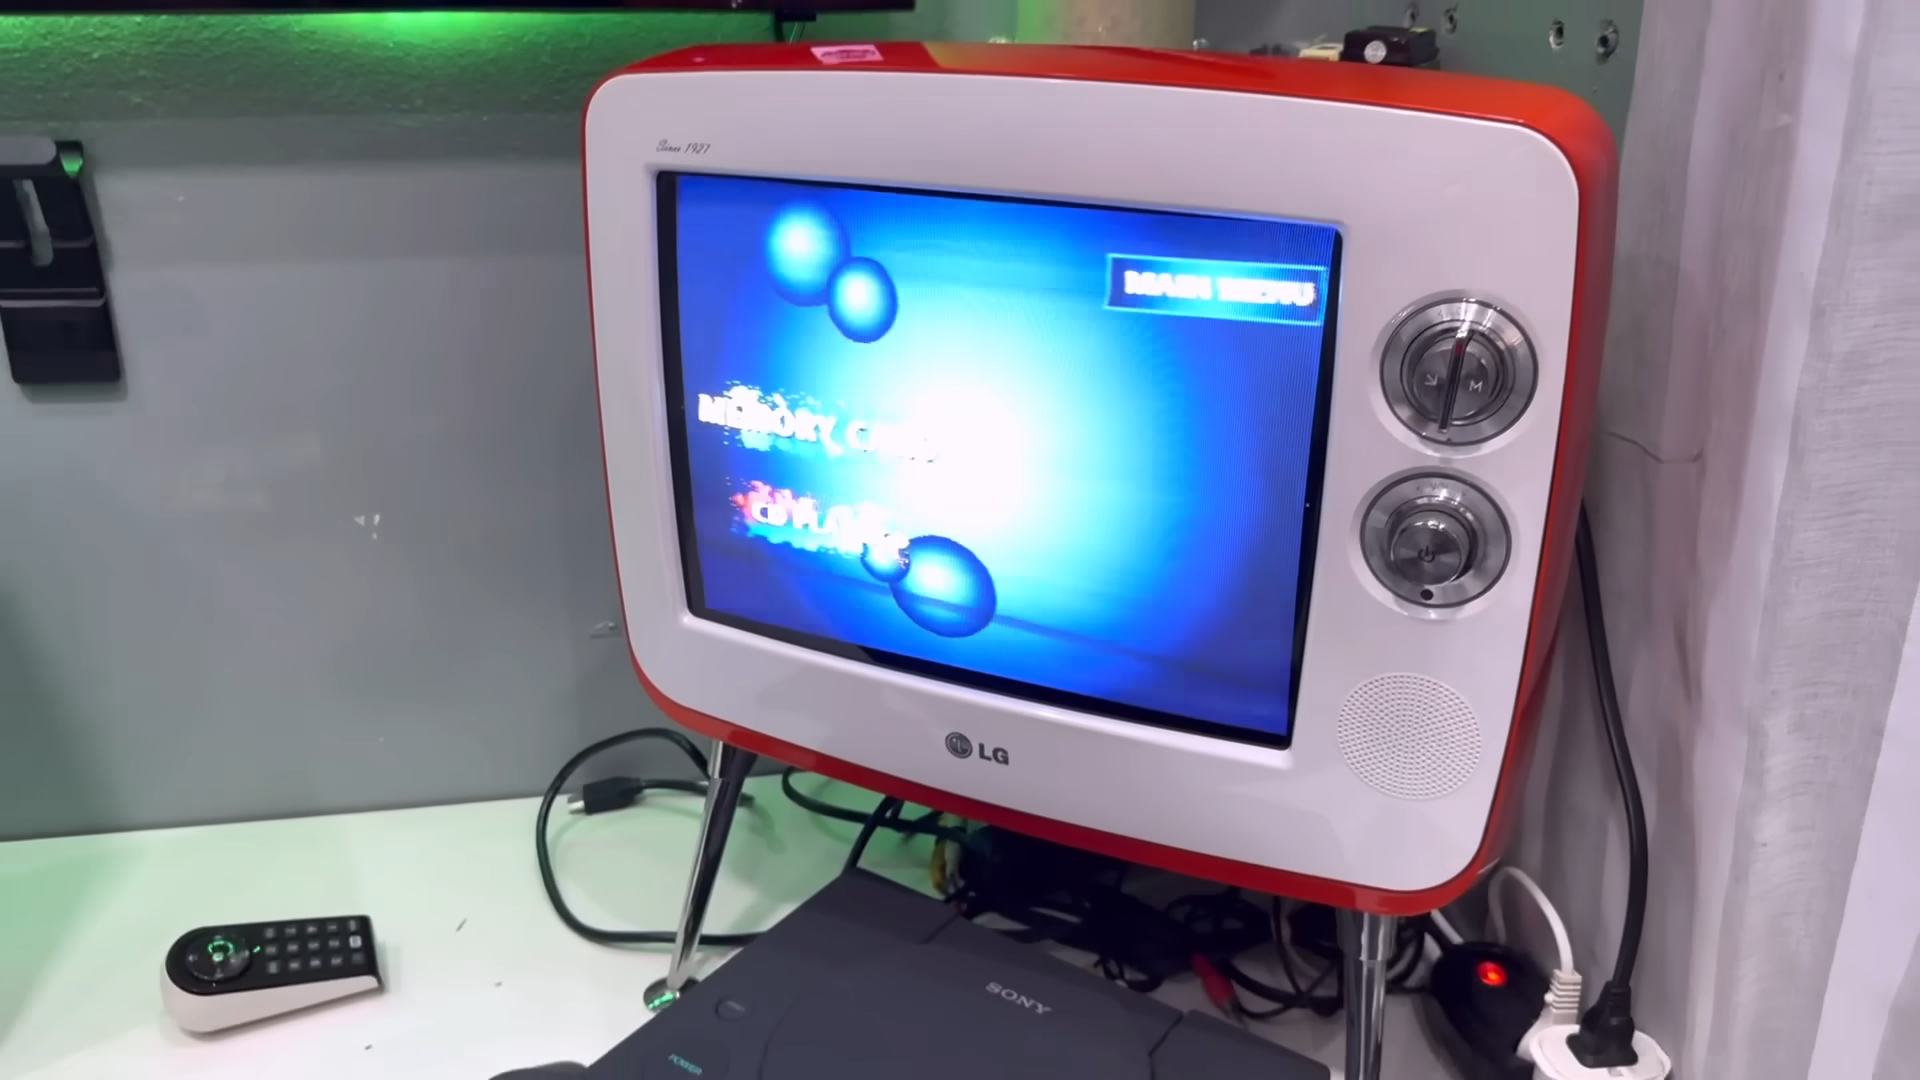 Since 1927
MAIN MENU
MEMORY CARD
CD PLAYER
M
LG
SONY
POWER